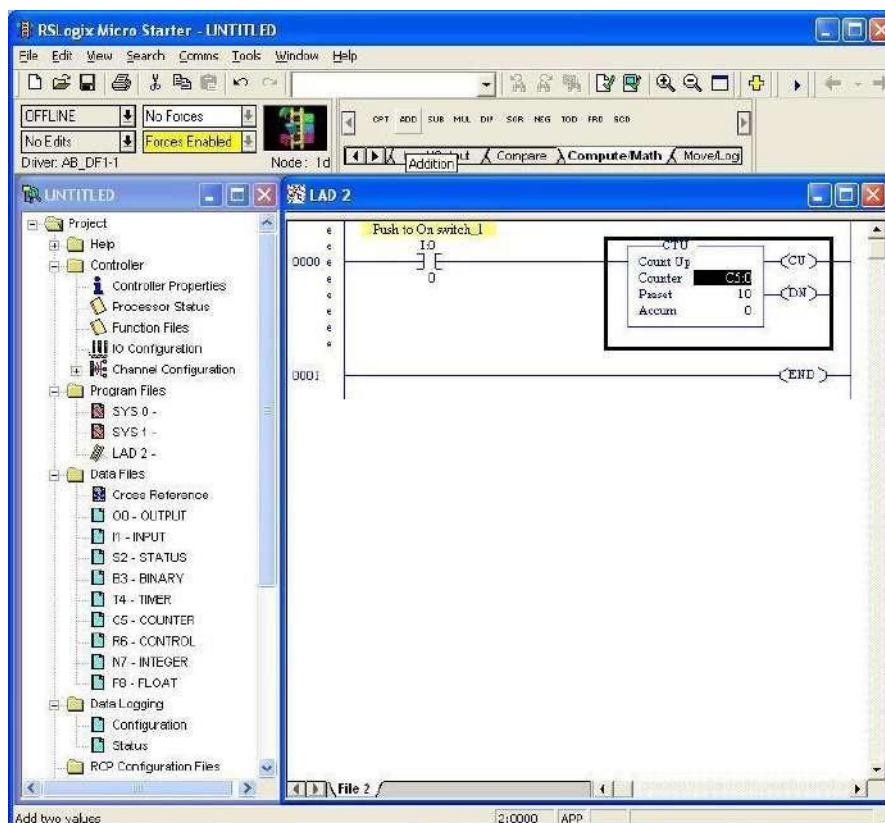 RSLogix Micro Starter - UNTITLED
File Edit View Search Comms Tools Window Help
OFFLINE No Forces
No Edits Forces Enabled
Driver: AB_DF1-1 Node: 1d
CPT ADD SUB MUL DIV SQR NEG TOD FRD SCD
Compare Compute/Math Move/Log
Addition
UNTITLED
Project
Help
Controller
Controller Properties
Processor Status
Function Files
IO Configuration
Channel Configuration
Program Files
SYS 0 -
SYS 1 -
LAD 2 -
Data Files
Cross Reference
O0 - OUTPUT
I1 - INPUT
S2 - STATUS
B3 - BINARY
T4 - TIMER
C5 - COUNTER
R6 - CONTROL
N7 - INTEGER
F8 - FLOAT
Data Logging
Configuration
Status
RCP Configuration Files
LAD 2
e
e
0000 e
e
e
e
e
e
Push to On switch_1
I:0
0
CTU
Count Up
Counter C5:0
Preset 10
Accum 0
CU
DN
0001
END
File 2
Add two values
2:0000 APP